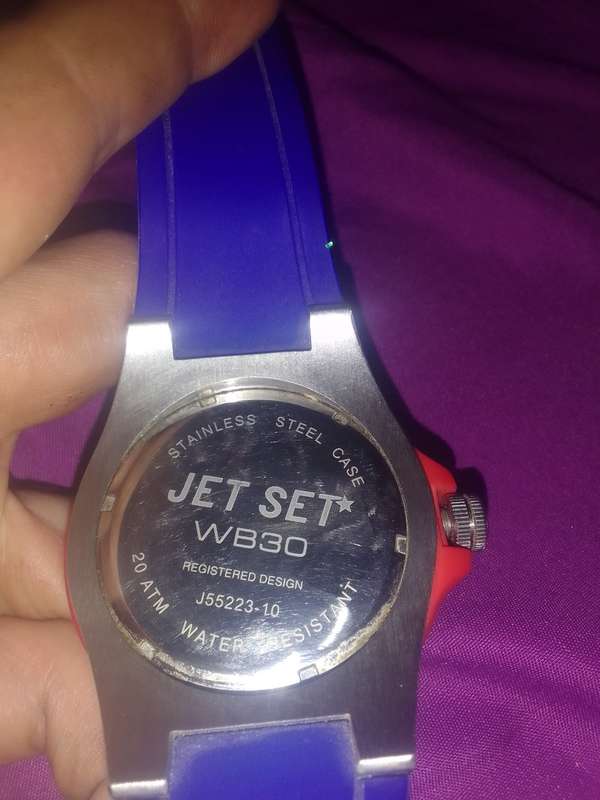 STAINLESS STEEL CASE
JET SET
WB30
REGISTERED DESIGN
J55223-10
20 ATM WATER RESISTANT